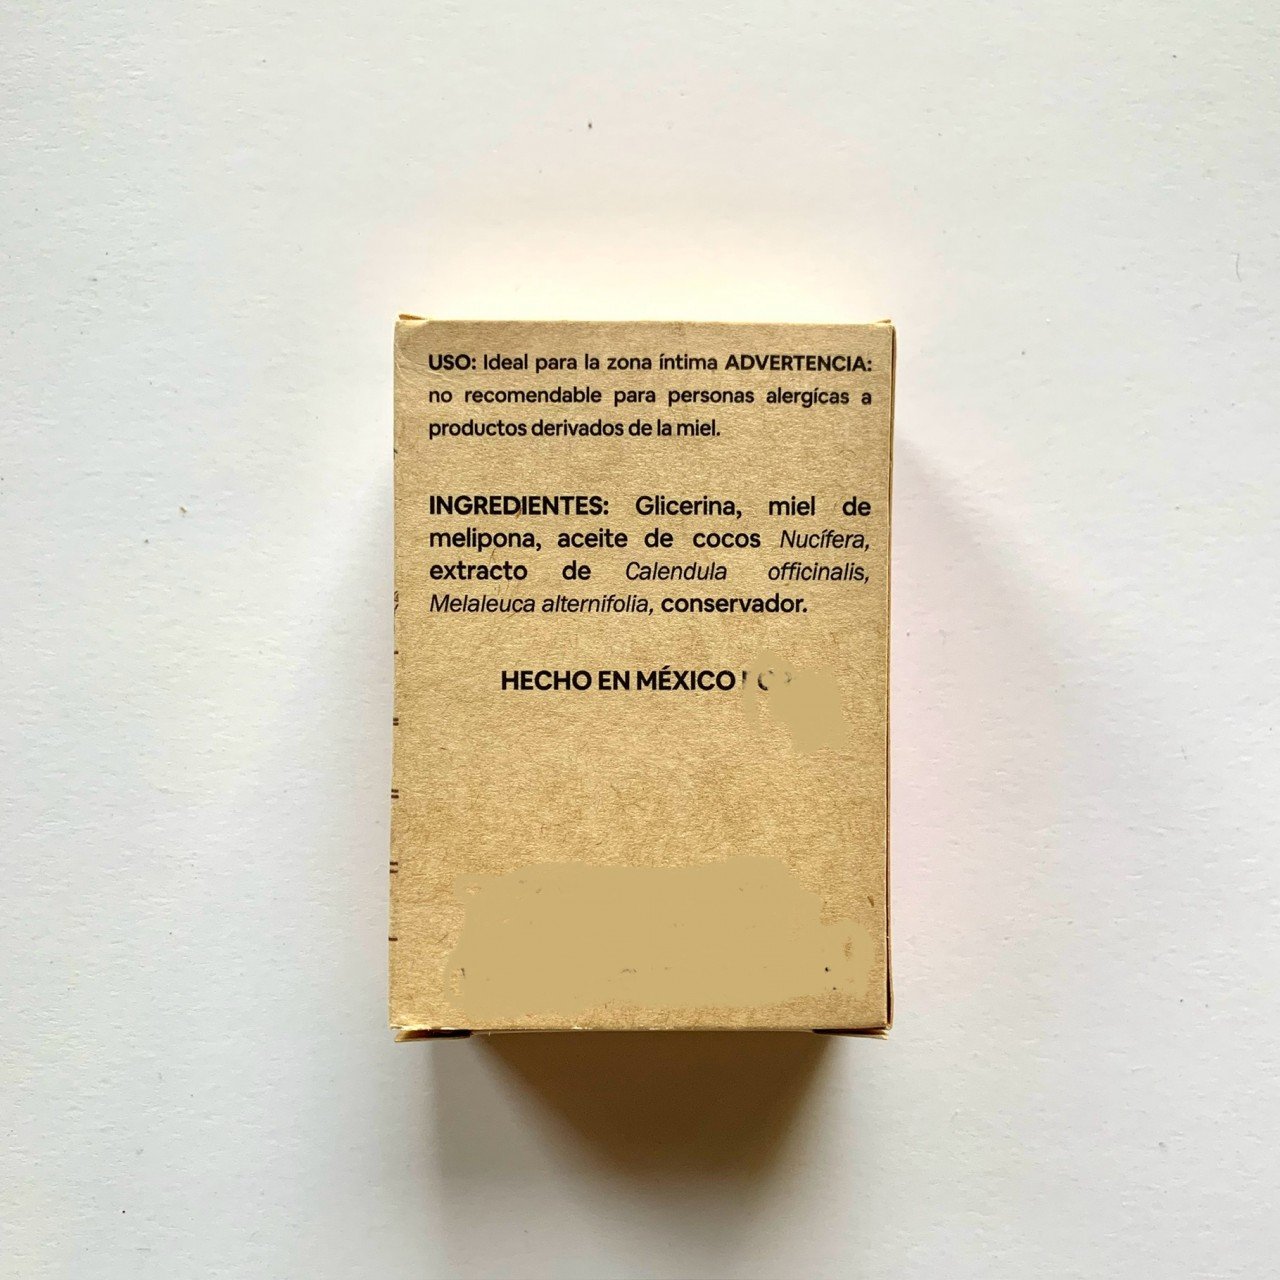 USO: Ideal para la zona íntima ADVERTENCIA:
no recomendable para personas alergícas a
productos derivados de la miel.
INGREDIENTES: Glicerina, miel de
melipona, aceite de cocos Nucífera,
extracto de Calendula officinalis,
Melaleuca alternifolia, conservador.
HECHO EN MÉXICO